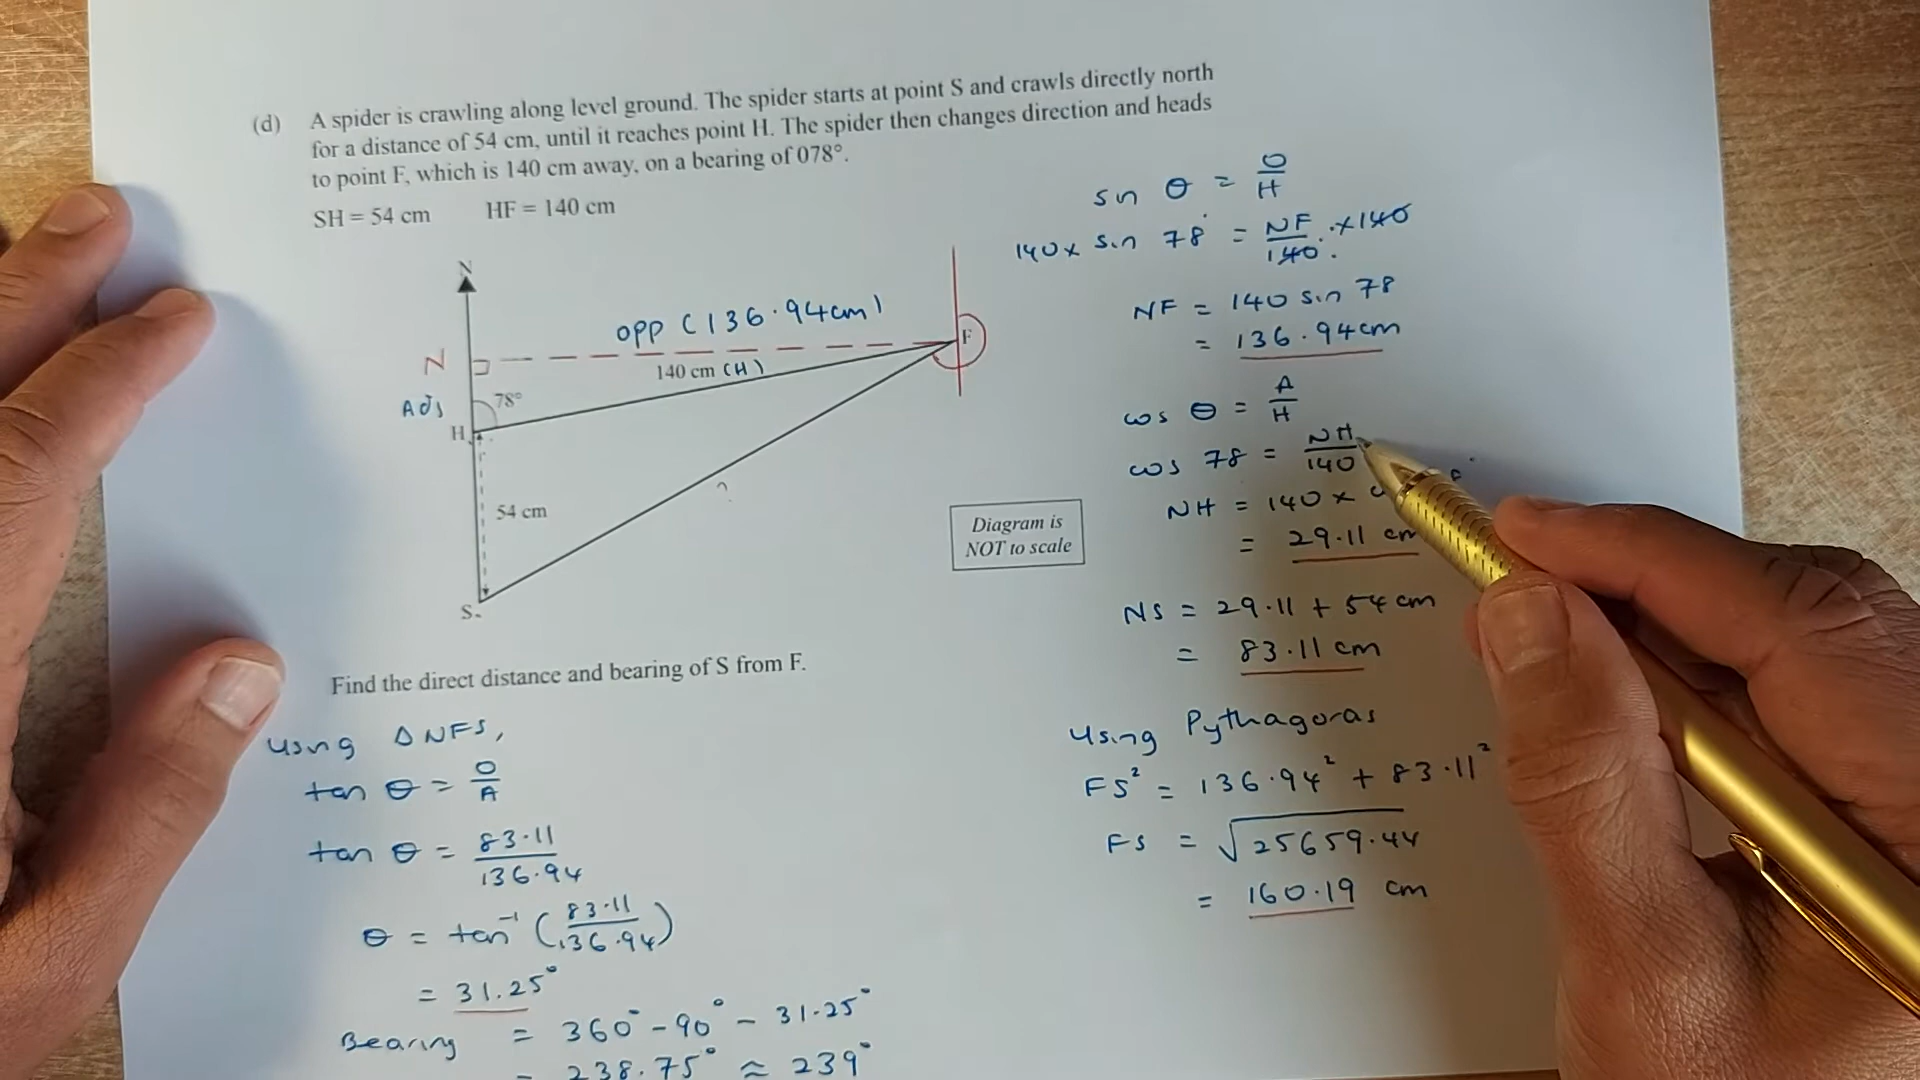 (d) A spider is crawling along level ground. The spider starts at point S and crawls directly north
for a distance of 54 cm, until it reaches point H. The spider then changes direction and heads
to point F, which is 140 cm away, on a bearing of 078°.
SH = 54 cm HF = 140 cm
N
opp (136.94cm)
N
F
140 cm (H)
Adj
78°
H
54 cm
S
Diagram is
NOT to scale
Find the direct distance and bearing of S from F.
using Δ NFS,
tan θ = O/A
tan θ = 83.11/136.94
θ = tan⁻¹ (83.11/136.94)
= 31.25°
Bearing = 360° - 90° - 31.25°
= 238.75° ≈ 239°
sin θ = O/H
140 x sin 78 = NF/140 . x 140
NF = 140 sin 78
= 136.94cm
cos θ = A/H
cos 78 = NH/140
NH = 140 x
= 29.11 cm
NS = 29.11 + 54 cm
= 83.11 cm
Using Pythagoras
FS² = 136.94² + 83.11²
FS = √25659.44
= 160.19 cm